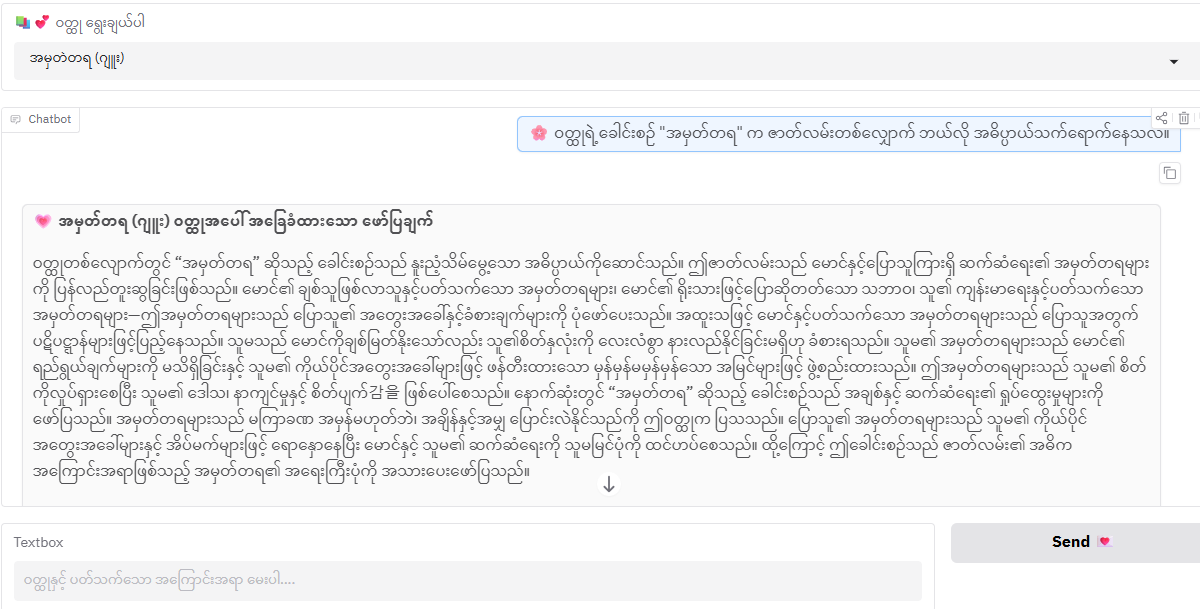 ဝတ္ထု ရွေးချယ်ပါ
အမှတဲတရ (ဂျူး)
Chatbot
🌸 ဝတ္ထုရဲ့ ခေါင်းစဉ် "အမှတ်တရ" က ဇာတ်လမ်းတစ်လျှောက် ဘယ်လို အဓိပ္ပာယ်သက်ရောက်နေသလဲ။
💗 အမှတ်တရ (ဂျူး) ဝတ္ထုအပေါ် အခြေခံထားသော ဖော်ပြချက်
ဝတ္ထုတစ်လျောက်တွင် “အမှတ်တရ” ဆိုသည့် ခေါင်းစဉ်သည် နူးညံ့သိမ်မွေ့သော အဓိပ္ပာယ်ကိုဆောင်သည်။ ဤဇာတ်လမ်းသည် မောင်နှင့်ပြောသူကြားရှိ ဆက်ဆံရေး၏ အမှတ်တရများ
ကို ပြန်လည်တူးဆွခြင်းဖြစ်သည်။ မောင်၏ ချစ်သူဖြစ်လာသူနှင့်ပတ်သက်သော အမှတ်တရများ၊ မောင်၏ ရိုးသားဖြင့်ပြောဆိုတတ်သော သဘာဝ၊ သူ၏ ကျန်းမာရေးနှင့်ပတ်သက်သော
အမှတ်တရများ—ဤအမှတ်တရများသည် ပြောသူ၏ အတွေးအခေါ်နှင့်ခံစားချက်များကို ပုံဖော်ပေးသည်။ အထူးသဖြင့် မောင်နှင့်ပတ်သက်သော အမှတ်တရများသည် ပြောသူအတွက်
ပဋိပဋ္ဌာန်များဖြင့်ပြည့်နေသည်။ သူမသည် မောင်ကိုချစ်မြတ်နိုးသော်လည်း သူ၏စိတ်နှလုံးကို လေးလံစွာ နားလည်နိုင်ခြင်းမရှိဟု ခံစားရသည်။ သူမ၏ အမှတ်တရများသည် မောင်၏
ရည်ရွယ်ချက်များကို မသိရှိခြင်းနှင့် သူမ၏ ကိုယ်ပိုင်အတွေးအခေါ်များဖြင့် ဖန်တီးထားသော မှန်မှန်မမှန်မှန်သော အမြင်များဖြင့် ဖွဲ့စည်းထားသည်။ ဤအမှတ်တရများသည် သူမ၏ စိတ်
ကိုလှုပ်ရှားစေပြီး သူမ၏ ဒေါသ၊ နာကျင်မှုနှင့် စိတ်ပျက်감을 ဖြစ်ပေါ်စေသည်။ နောက်ဆုံးတွင် “အမှတ်တရ” ဆိုသည့် ခေါင်းစဉ်သည် အချစ်နှင့် ဆက်ဆံရေး၏ ရှုပ်ထွေးမှုများကို
ဖော်ပြသည်။ အမှတ်တရများသည် မကြာခဏ အမှန်မဟုတ်ဘဲ၊ အချိန်နှင့်အမျှ ပြောင်းလဲနိုင်သည်ကို ဤဝတ္ထုက ပြသသည်။ ပြောသူ၏ အမှတ်တရများသည် သူမ၏ ကိုယ်ပိုင်
အတွေးအခေါ်များနှင့် အိပ်မက်များဖြင့် ရောနှောနေပြီး မောင်နှင့် သူမ၏ ဆက်ဆံရေးကို သူမမြင်ပုံကို ထင်ဟပ်စေသည်။ ထို့ကြောင့် ဤခေါင်းစဉ်သည် ဇာတ်လမ်း၏ အဓိက
အကြောင်းအရာဖြစ်သည့် အမှတ်တရ၏ အရေးကြီးပုံကို အသားပေးဖော်ပြသည်။
Textbox
Send 💌
ဝတ္ထုနှင့် ပတ်သက်သော အကြောင်းအရာ မေးပါ....